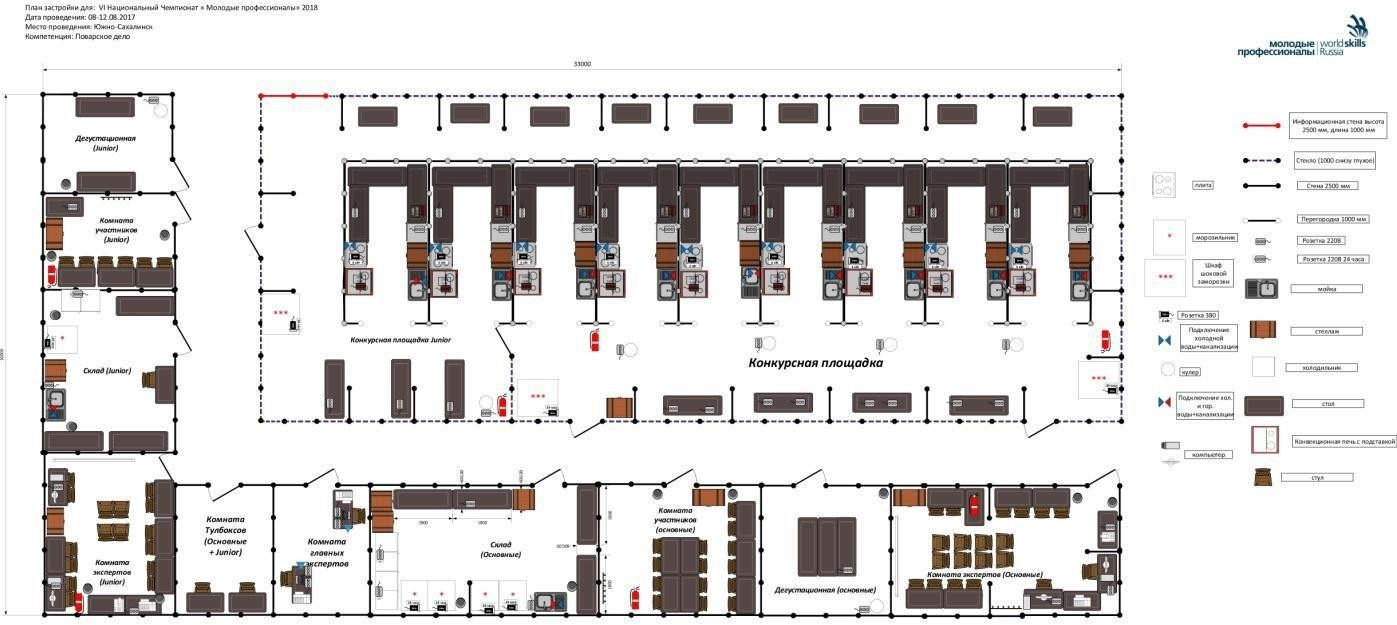 План застройки для: VI Национальный Чемпионат « Молодые профессионалы» 2018
Дата проведения: 08-12.08.2017
Место проведения: Южно-Сахалинск
Компетенция: Поварское дело
молодые
профессионалы
worldskills
Russia
33000
Дегустационная
(Junior)
Комната
участников
(Junior)
Склад (Junior)
Комната
экспертов
(Junior)
Конкурсная площадка Junior
Конкурсная площадка
***
***
***
Комната
Тулбоксов
(Основные
+ Junior)
Комната
главных
экспертов
Склад
(Основные)
1800
1800
Комната
участников
(основные)
Дегустационная (основные)
Комната экспертов (Основные)
Информационная стена высота
2500 мм, длина 1000 мм
Стекло (1000 снизу глухое)
Стена 2500 мм
Перегородка 1000 мм
Розетка 220В
Розетка 220В 24 часа
мойка
стеллаж
холодильник
стол
Конвекционная печь с подставкой
стул
плита
*
морозильник
***
Шкаф
шоковой
заморозки
Розетка 380
Подключение
холодной
воды+канализации
кулер
Подключение хол.
и гор.
воды+канализации
компьютер